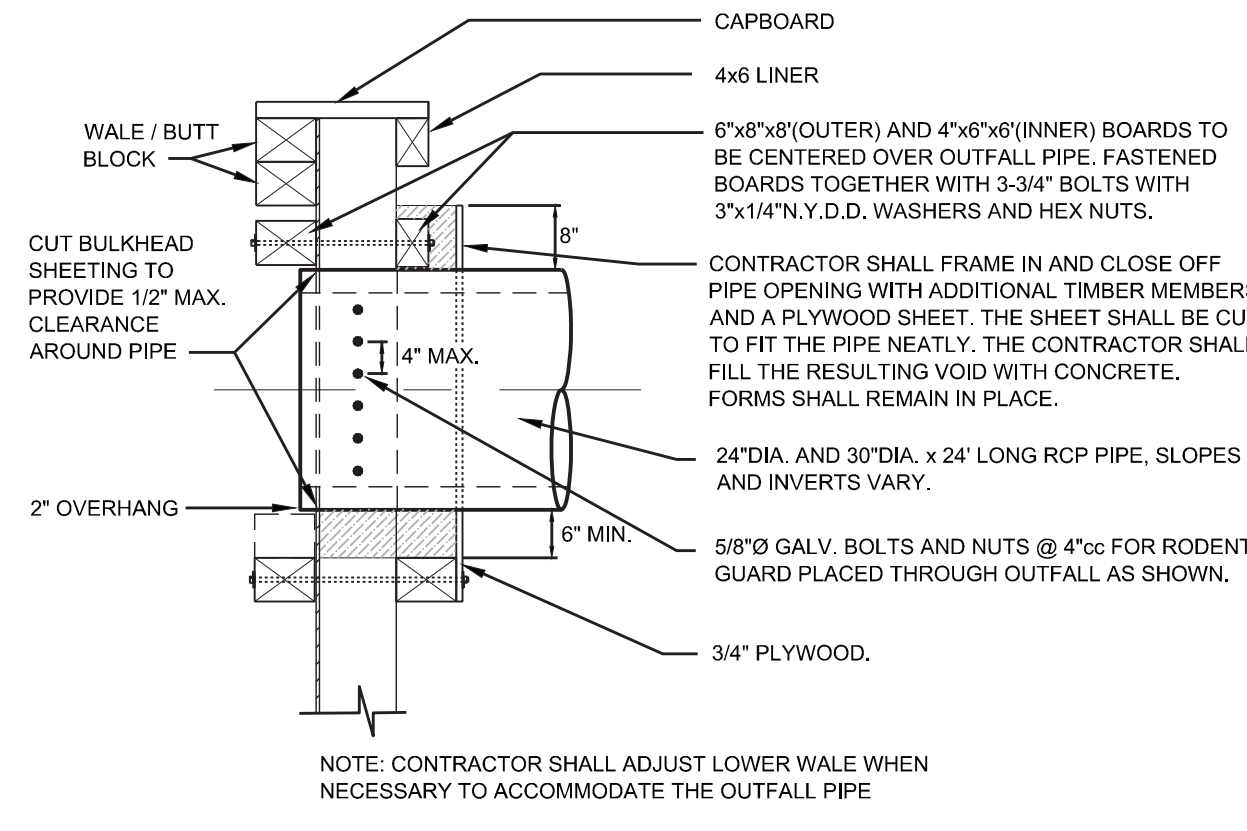 CAPBOARD
4x6 LINER
WALE / BUTT
BLOCK
6"x8"x8'(OUTER) AND 4"x6"x6'(INNER) BOARDS TO
BE CENTERED OVER OUTFALL PIPE. FASTENED
BOARDS TOGETHER WITH 3-3/4" BOLTS WITH
3"x1/4"N.Y.D.D. WASHERS AND HEX NUTS.
CUT BULKHEAD
SHEETING TO
PROVIDE 1/2" MAX.
CLEARANCE
AROUND PIPE
8"
CONTRACTOR SHALL FRAME IN AND CLOSE OFF
PIPE OPENING WITH ADDITIONAL TIMBER MEMBERS
AND A PLYWOOD SHEET. THE SHEET SHALL BE CU
TO FIT THE PIPE NEATLY. THE CONTRACTOR SHALL
FILL THE RESULTING VOID WITH CONCRETE.
FORMS SHALL REMAIN IN PLACE.
4" MAX.
24"DIA. AND 30"DIA. x 24' LONG RCP PIPE, SLOPES
AND INVERTS VARY.
2" OVERHANG
6" MIN.
5/8"Ø GALV. BOLTS AND NUTS @ 4"cc FOR RODENT
GUARD PLACED THROUGH OUTFALL AS SHOWN.
3/4" PLYWOOD.
NOTE: CONTRACTOR SHALL ADJUST LOWER WALE WHEN
NECESSARY TO ACCOMMODATE THE OUTFALL PIPE